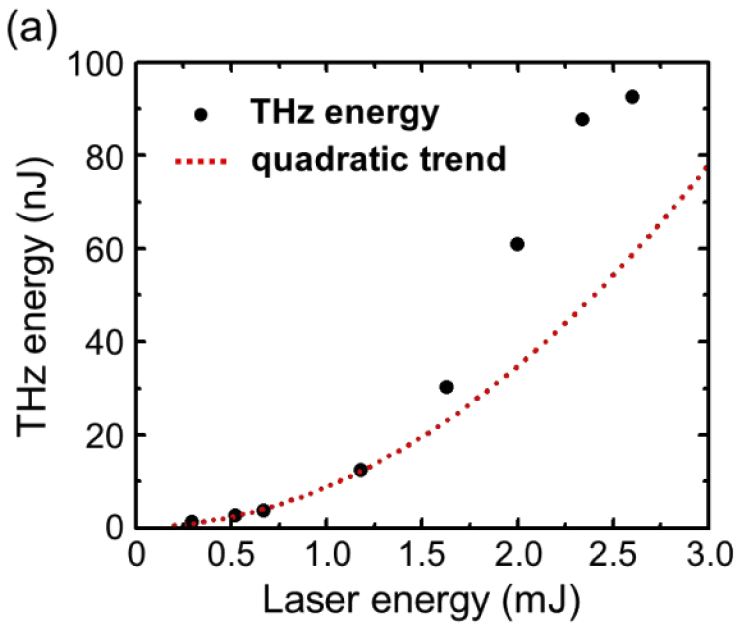 (a)
100
80
60
40
20
0
THz energy (nJ)
THz energy
quadratic trend
0 0.5 1.0 1.5 2.0 2.5 3.0
Laser energy (mJ)